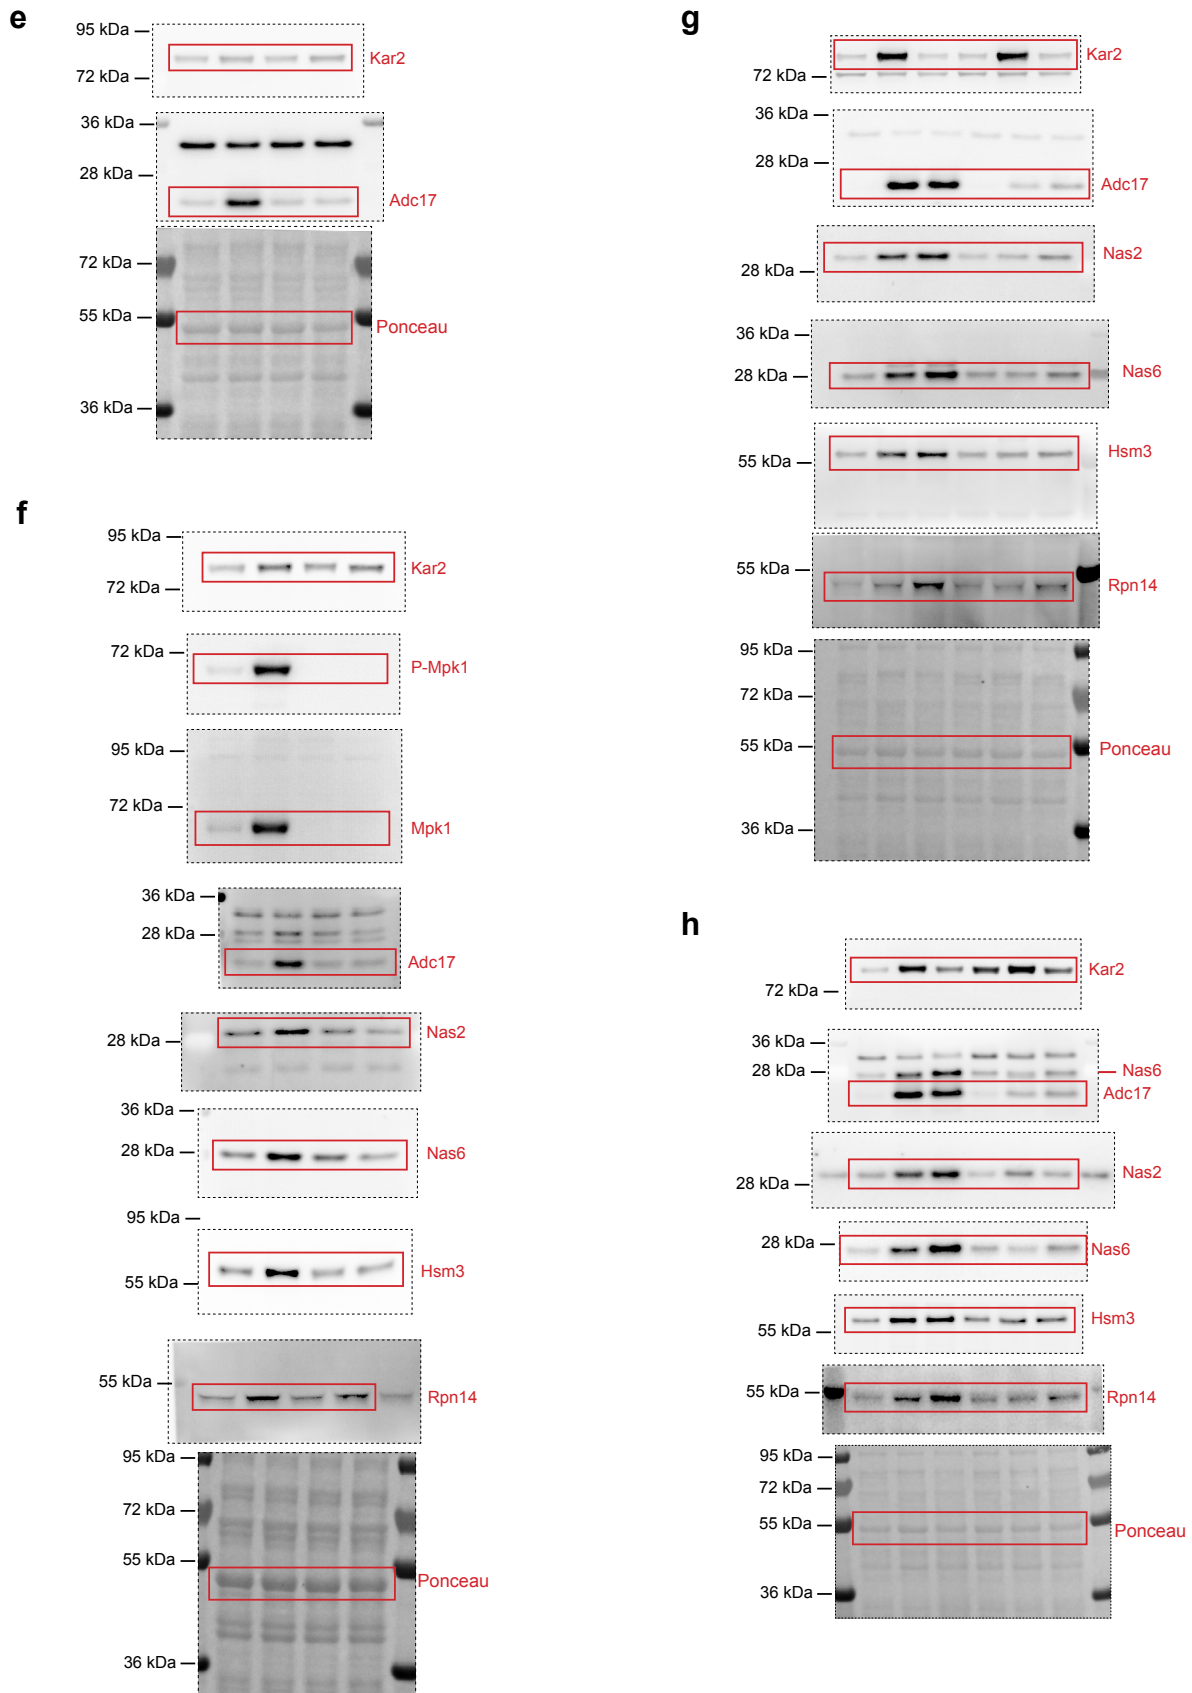 e
95 kDa
Kar2
72 kDa
36 kDa
28 kDa
Adc17
72 kDa
55 kDa
Ponceau
36 kDa
f
95 kDa
Kar2
72 kDa
72 kDa
P-Mpk1
95 kDa
72 kDa
Mpk1
36 kDa
28 kDa
Adc17
Nas2
28 kDa
36 kDa
28 kDa
Nas6
95 kDa
Hsm3
55 kDa
55 kDa
Rpn14
95 kDa
72 kDa
55 kDa
Ponceau
36 kDa
g
Kar2
72 kDa
36 kDa
28 kDa
Adc17
Nas2
28 kDa
36 kDa
28 kDa
Nas6
Hsm3
55 kDa
55 kDa
Rpn14
95 kDa
72 kDa
55 kDa
Ponceau
36 kDa
h
Kar2
72 kDa
36 kDa
28 kDa
Nas6
Adc17
Nas2
28 kDa
28 kDa
Nas6
Hsm3
55 kDa
55 kDa
Rpn14
95 kDa
72 kDa
55 kDa
Ponceau
36 kDa